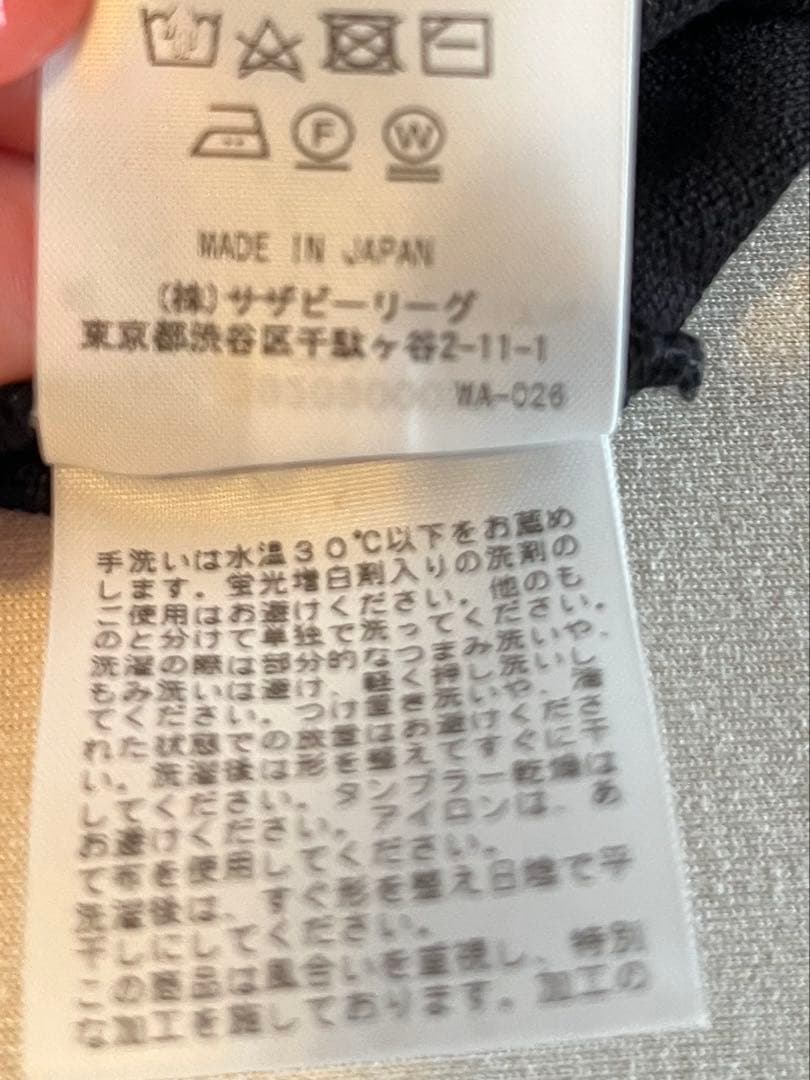 F W
MADE IN JAPAN
(株)サザビーリーグ
東京都渋谷区千駄ヶ谷2-11-1
WA-026
手洗いは水温30℃以下をお薦め
します。蛍光増白剤入りの洗剤の
ご使用はお避けください。他のも
のと分けて単独で洗ってください。
洗濯の際は部分的なつまみ洗いや、
もみ洗いは避け、軽く押し洗いし
てください。つけ置き洗いや、濡
れた状態での放置はお避けくださ
い。洗濯後は形を整えてすぐに干
してください。タンブラー乾燥は
お避けください。アイロンは、あ
て布を使用してください。
洗濯後は、すぐ形を整え日陰で平
干しにしてください。
この商品は風合いを重視し、特別
な加工を施しております。加工の